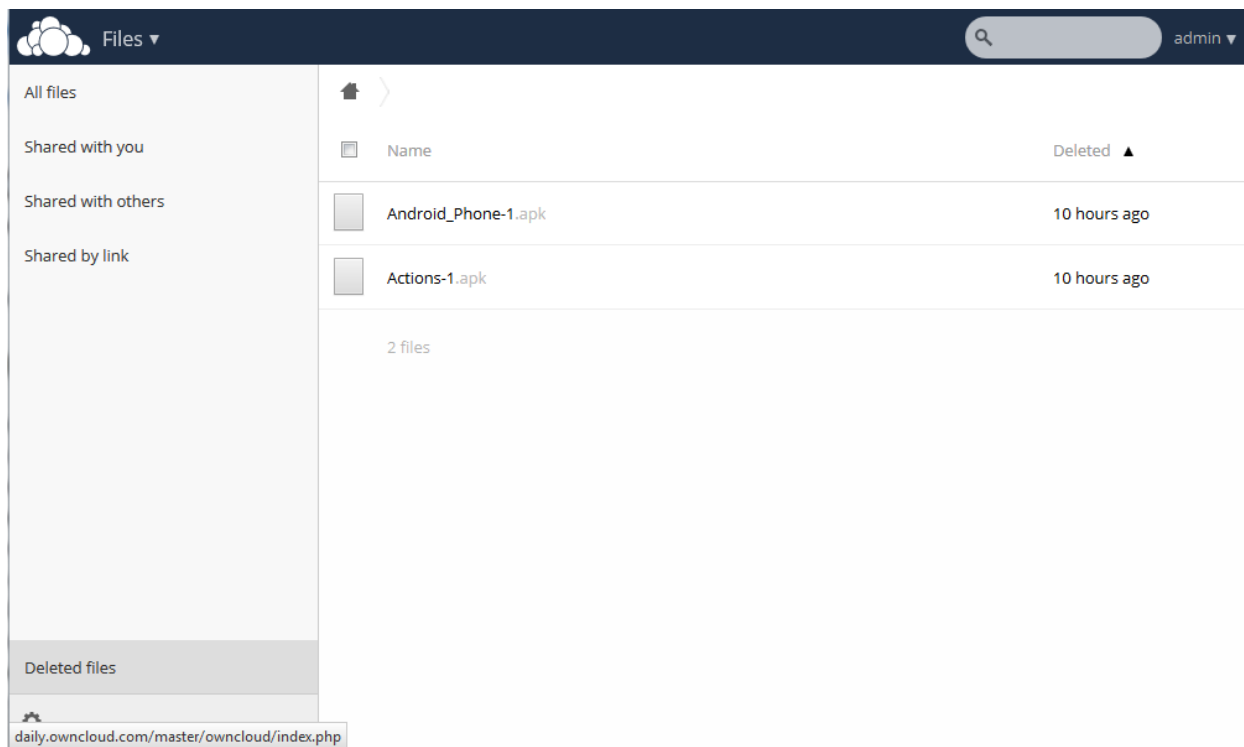 Files ▾
admin ▾
All files
Shared with you
Shared with others
Shared by link
Name Deleted ▲
Android_Phone-1.apk 10 hours ago
Actions-1.apk 10 hours ago
2 files
Deleted files
daily.owncloud.com/master/owncloud/index.php